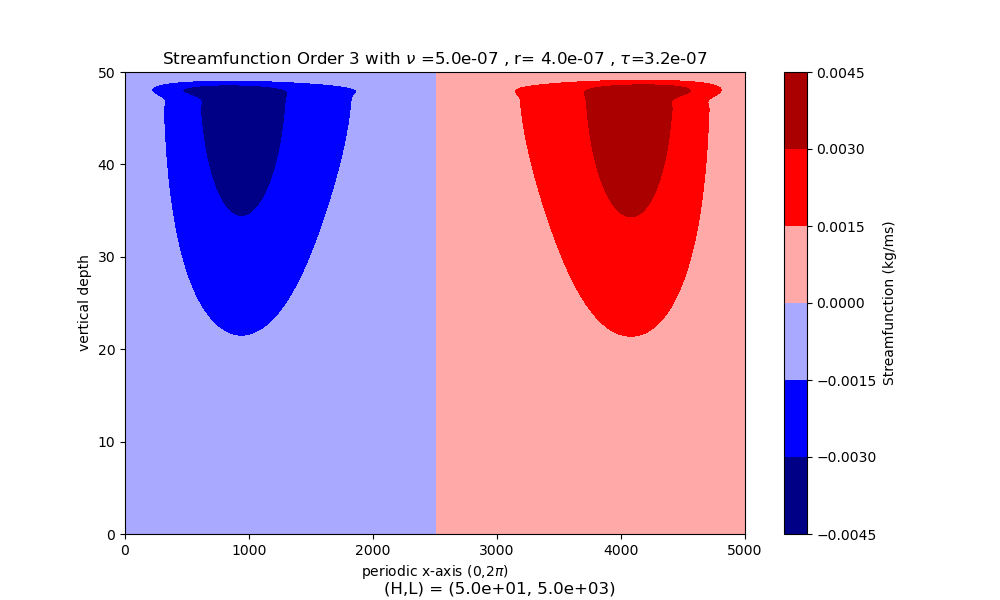 Streamfunction Order 3 with ν =5.0e-07 , r= 4.0e-07 , τ=3.2e-07
50
40
30
20
10
0
vertical depth
0 1000 2000 3000 4000 5000
periodic x-axis (0,2π)
(H,L) = (5.0e+01, 5.0e+03)
0.0045
0.0030
0.0015
0.0000
−0.0015
−0.0030
−0.0045
Streamfunction (kg/ms)